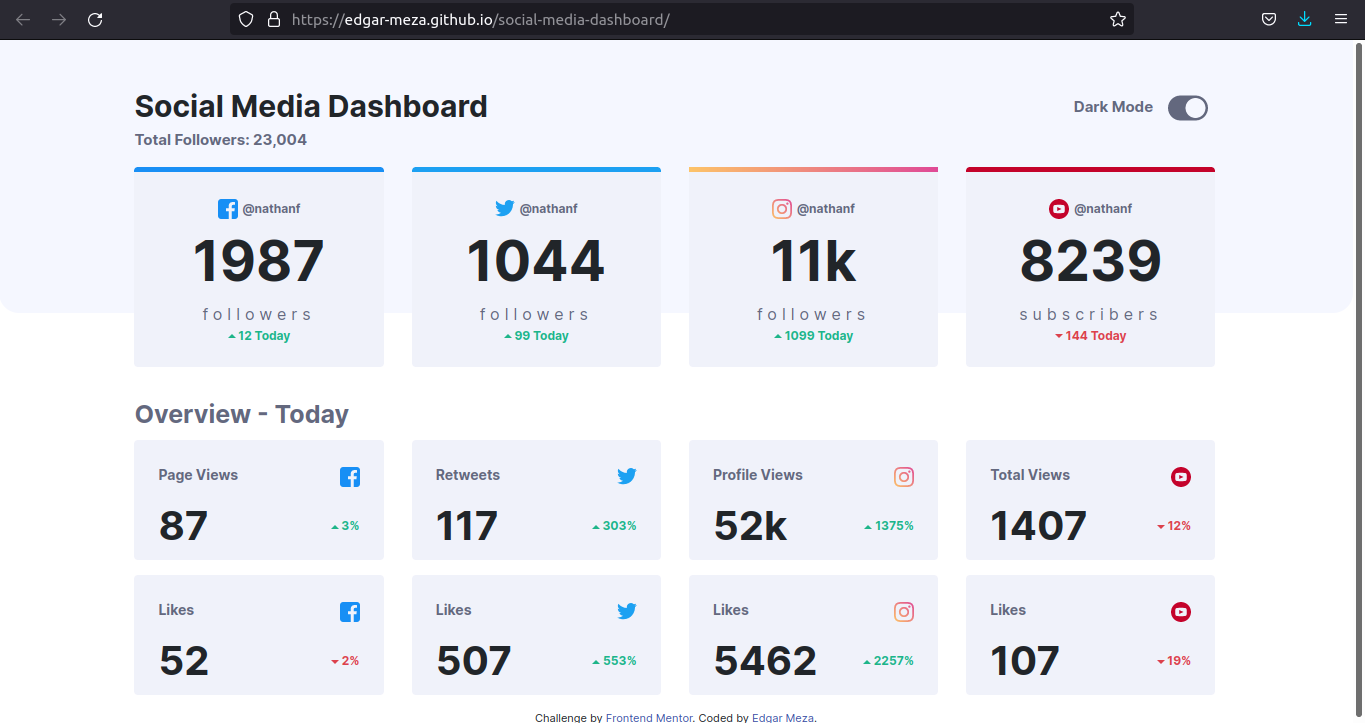 https://edgar-meza.github.io/social-media-dashboard/
Social Media Dashboard
Dark Mode
Total Followers: 23,004
@nathanf
1987
followers
12 Today
@nathanf
1044
followers
99 Today
@nathanf
11k
followers
1099 Today
@nathanf
8239
subscribers
144 Today
Overview - Today
Page Views
87
3%
Retweets
117
303%
Profile Views
52k
1375%
Total Views
1407
12%
Likes
52
2%
Likes
507
553%
Likes
5462
2257%
Likes
107
19%
Challenge by Frontend Mentor. Coded by Edgar Meza.